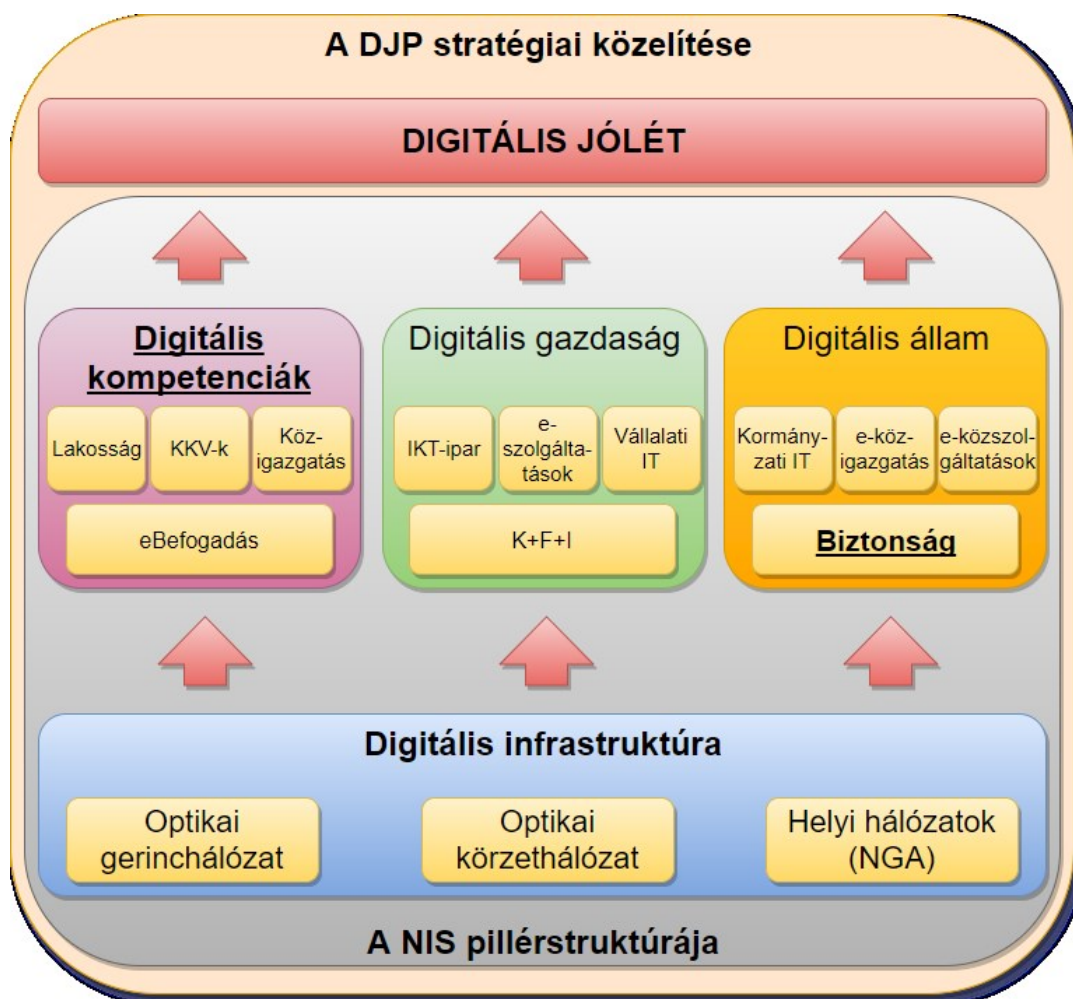 A DJP stratégiai közelítése
DIGITÁLIS JÓLÉT
Digitális
kompetenciák
Lakosság
KKV-k
Köz-
igazgatás
eBefogadás
Digitális gazdaság
IKT-ipar
e-
szolgálta-
tások
Vállalati
IT
K+F+I
Digitális állam
Kormány-
zati IT
e-köz-
igazgatás
e-közszol-
gáltatások
Biztonság
Digitális infrastruktúra
Optikai
gerinchálózat
Optikai
körzethálózat
Helyi hálózatok
(NGA)
A NIS pillérstruktúrája